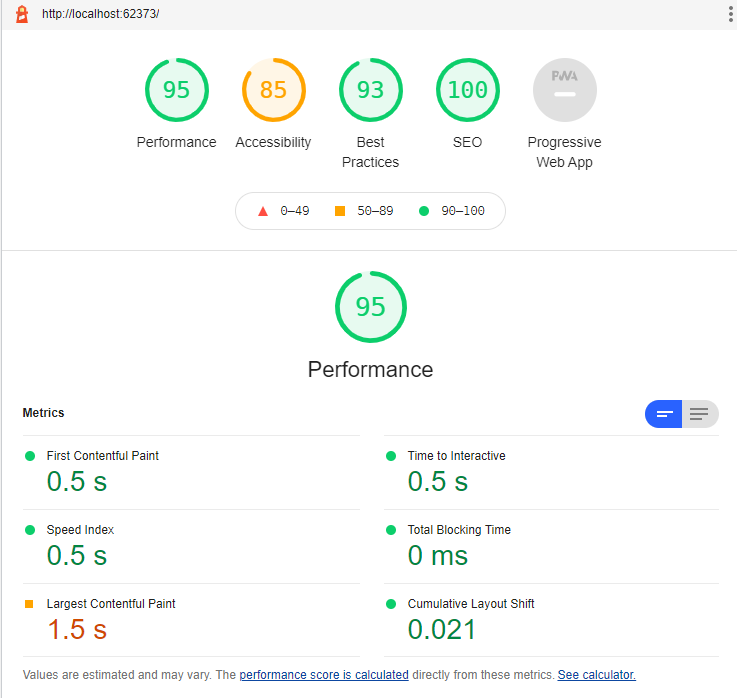 http://localhost:62373/
95 85 93 100 PWA
Performance Accessibility Best Practices SEO Progressive Web App
0–49 50–89 90–100
95
Performance
Metrics
First Contentful Paint Time to Interactive
0.5 s 0.5 s
Speed Index Total Blocking Time
0.5 s 0 ms
Largest Contentful Paint Cumulative Layout Shift
1.5 s 0.021
Values are estimated and may vary. The performance score is calculated directly from these metrics. See calculator.